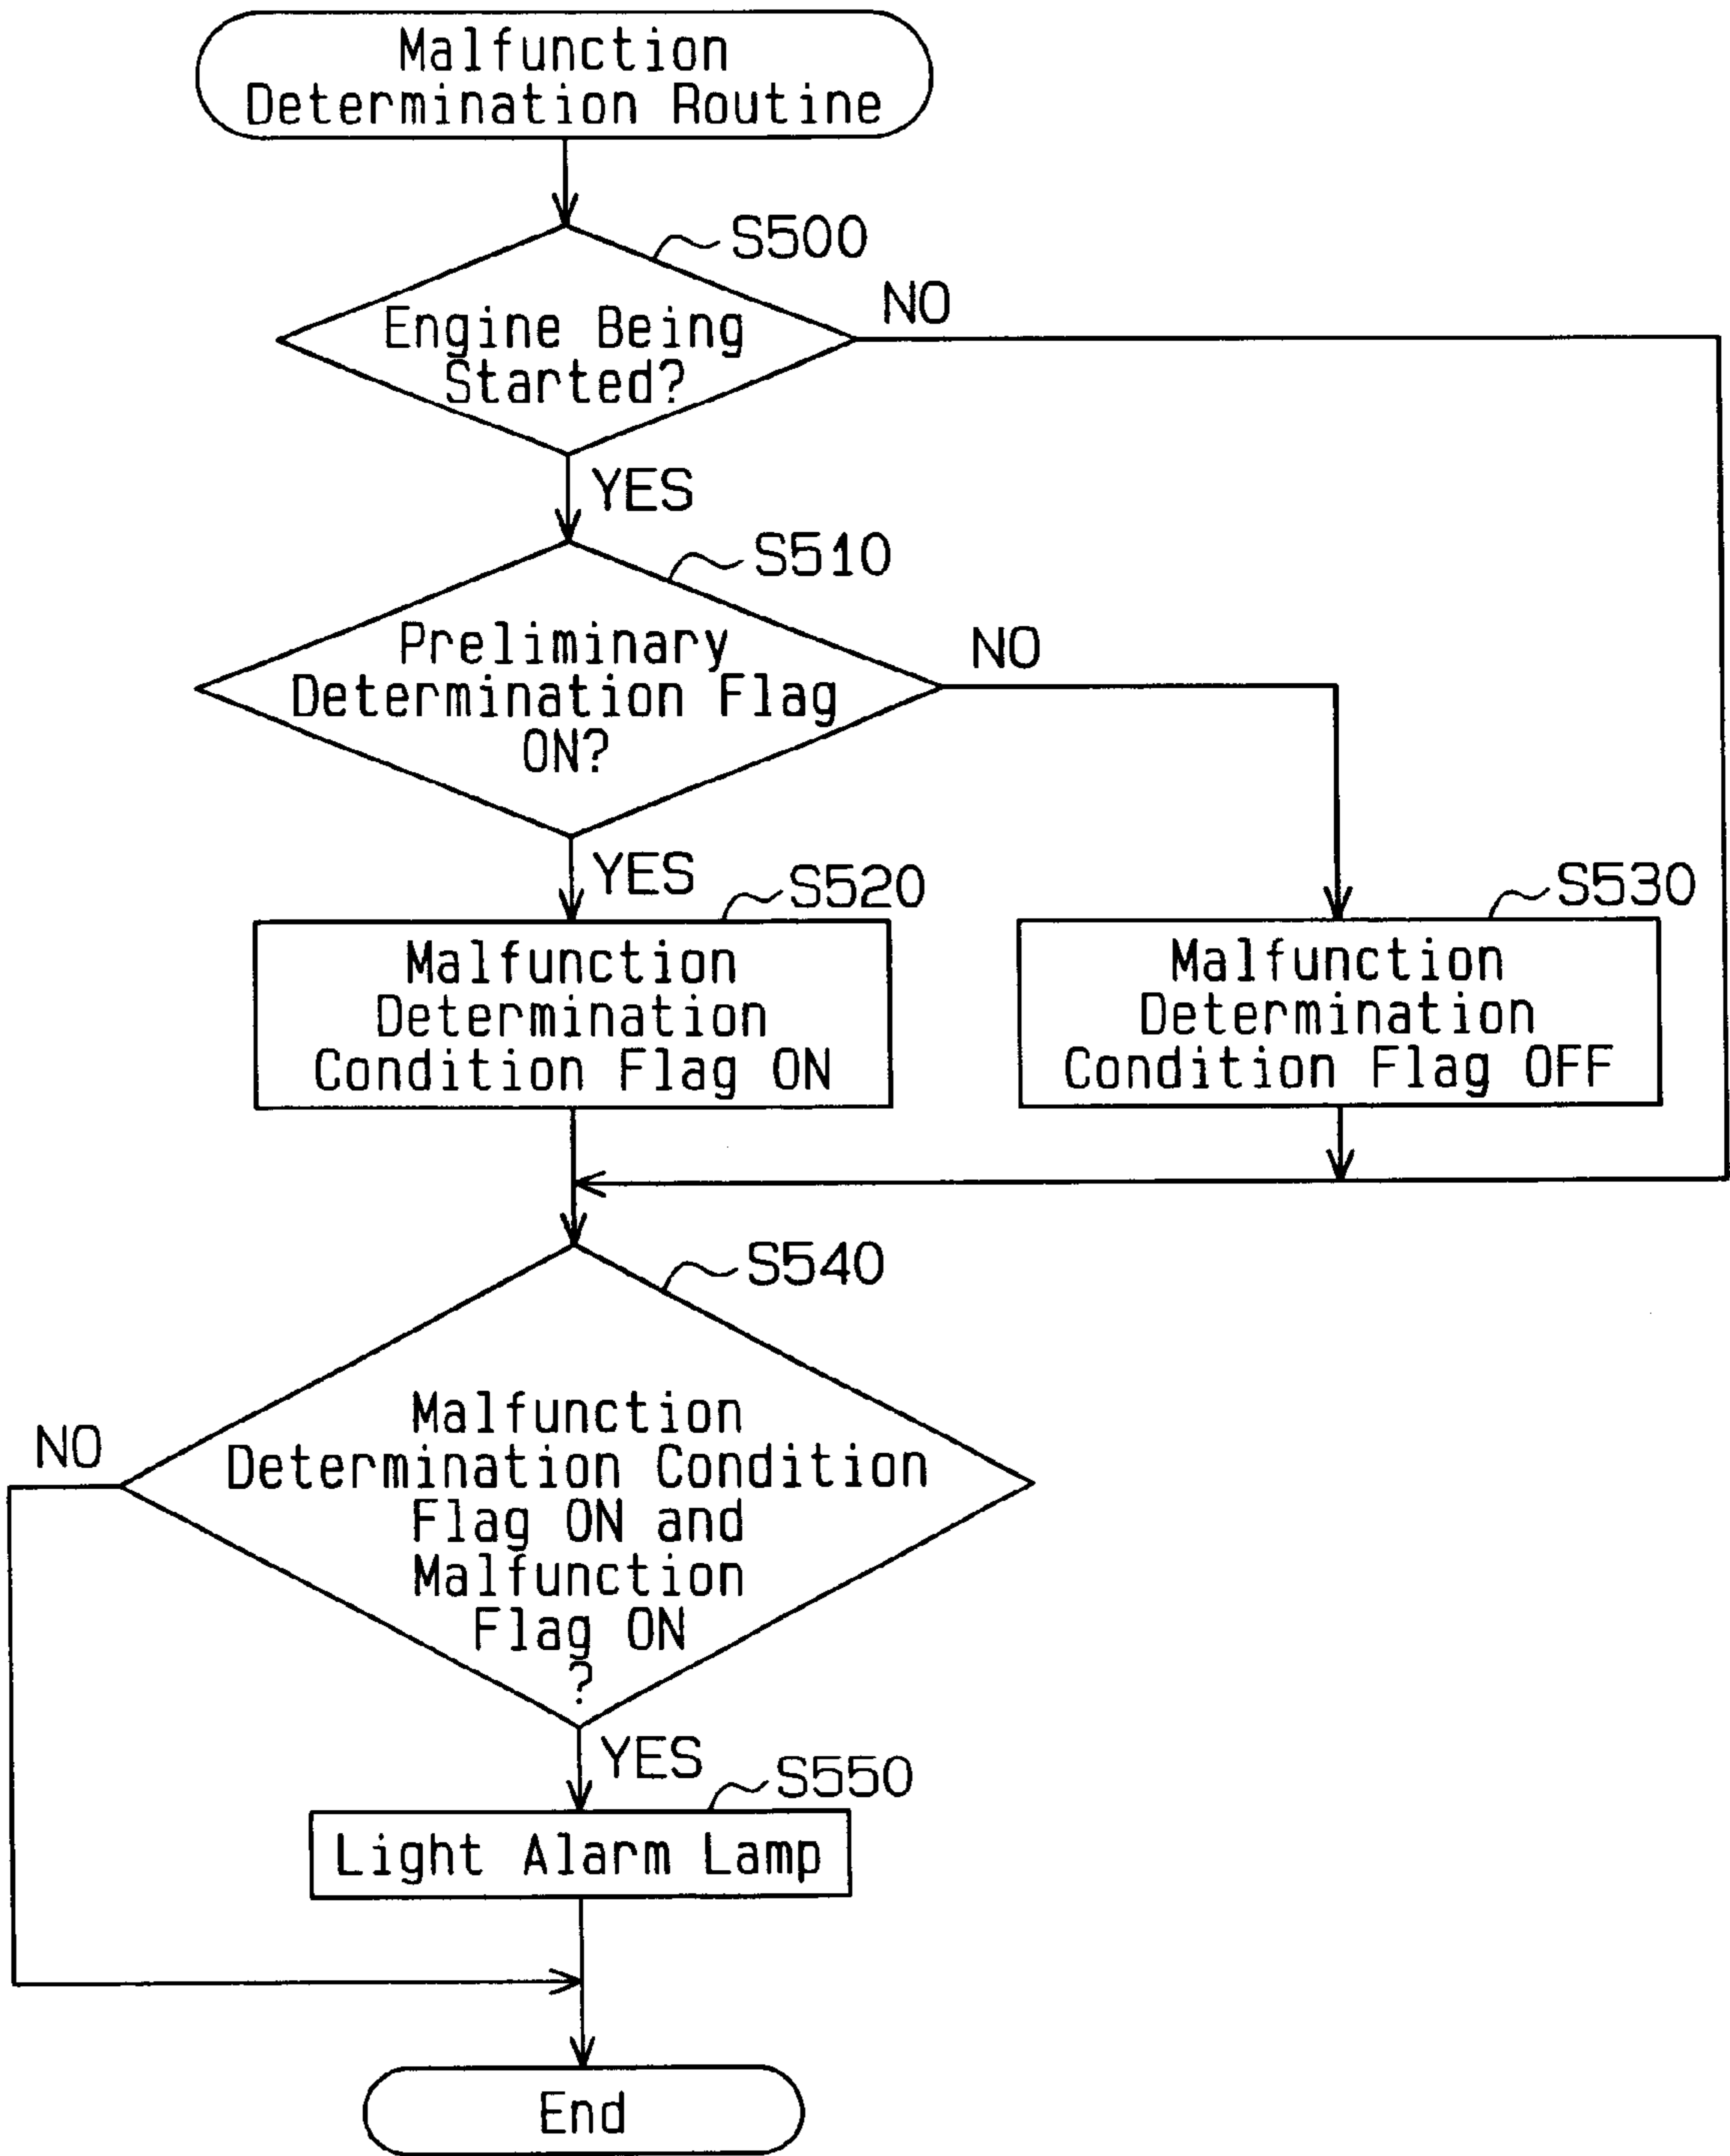 Malfunction
Determination Routine
S500
Engine Being
Started?
NO
YES
S510
Preliminary
Determination Flag
ON?
NO
YES
S520
Malfunction
Determination
Condition Flag ON
S530
Malfunction
Determination
Condition Flag OFF
S540
Malfunction
Determination Condition
Flag ON and
Malfunction
Flag ON
?
NO
YES
S550
Light Alarm Lamp
End